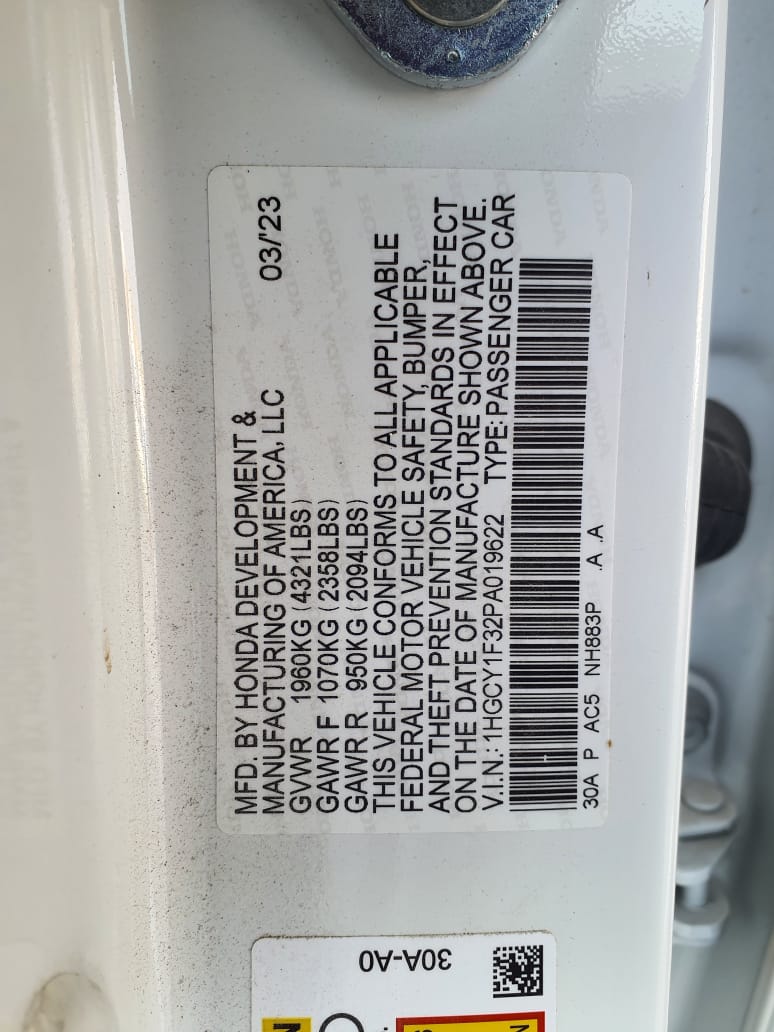 MFD. BY HONDA DEVELOPMENT &
MANUFACTURING OF AMERICA, LLC 03/'23
GVWR 1960KG (4321LBS)
GAWR F 1070KG (2358LBS)
GAWR R 950KG (2094LBS)
THIS VEHICLE CONFORMS TO ALL APPLICABLE
FEDERAL MOTOR VEHICLE SAFETY, BUMPER,
AND THEFT PREVENTION STANDARDS IN EFFECT
ON THE DATE OF MANUFACTURE SHOWN ABOVE.
V.I.N.: 1HGCY1F32PA019622 TYPE: PASSENGER CAR
30A P AC5 NH883P A .A
30A-A0